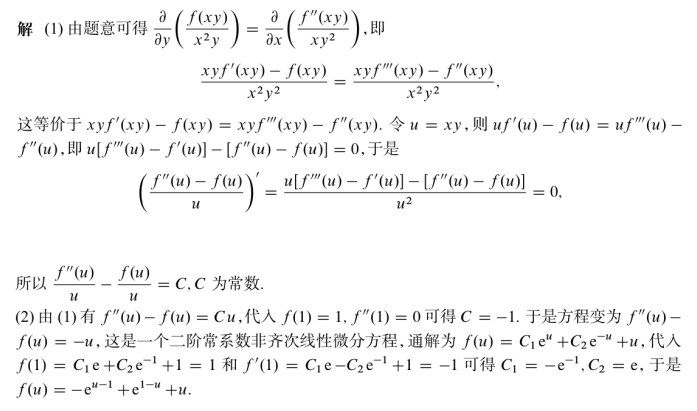 解 (1) 由题意可得 ∂/∂y ( f(xy) / x²y ) = ∂/∂x ( f″(xy) / xy² ), 即
(xyf′(xy) − f(xy)) / x²y² = (xyf‴(xy) − f″(xy)) / x²y²,
这等价于 xyf′(xy) − f(xy) = xyf‴(xy) − f″(xy). 令 u = xy, 则 uf′(u) − f(u) = uf‴(u) −
f″(u), 即 u[f‴(u) − f′(u)] − [f″(u) − f(u)] = 0, 于是
( (f″(u) − f(u)) / u )′ = (u[f‴(u) − f′(u)] − [f″(u) − f(u)]) / u² = 0,
所以 f″(u)/u − f(u)/u = C, C 为常数.
(2) 由 (1) 有 f″(u) − f(u) = Cu, 代入 f(1) = 1, f″(1) = 0 可得 C = −1. 于是方程变为 f″(u) −
f(u) = −u, 这是一个二阶常系数非齐次线性微分方程, 通解为 f(u) = C₁eᵘ + C₂e⁻ᵘ + u, 代入
f(1) = C₁e + C₂e⁻¹ + 1 = 1 和 f′(1) = C₁e − C₂e⁻¹ + 1 = −1 可得 C₁ = −e⁻¹, C₂ = e, 于是
f(u) = −eᵘ⁻¹ + e¹⁻ᵘ + u.